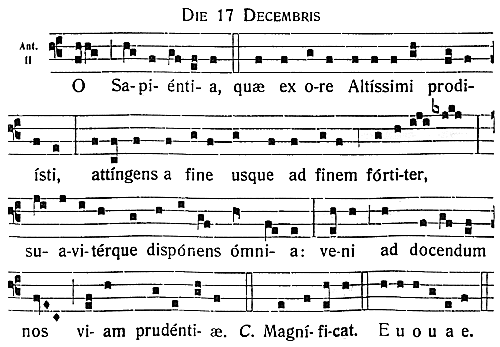 DIE 17 DECEMBRIS
Ant.
II
O Sa-pi-énti-a, quæ ex o-re Altíssimi prodi-
ísti, attíngens a fine usque ad finem fórti-ter,
su-a-vi-térque dispónens ómni-a: ve-ni ad docendum
nos vi-am prudénti-æ. C. Magní-fi-cat. E u o u a e.